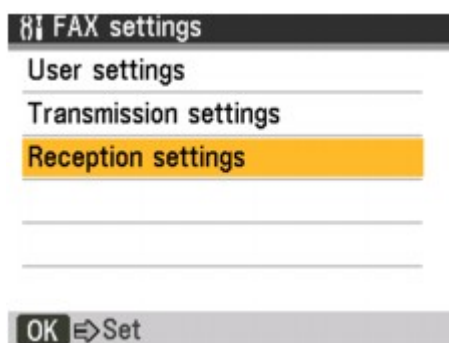 FAX settings
User settings
Transmission settings
Reception settings
OK ⇨Set